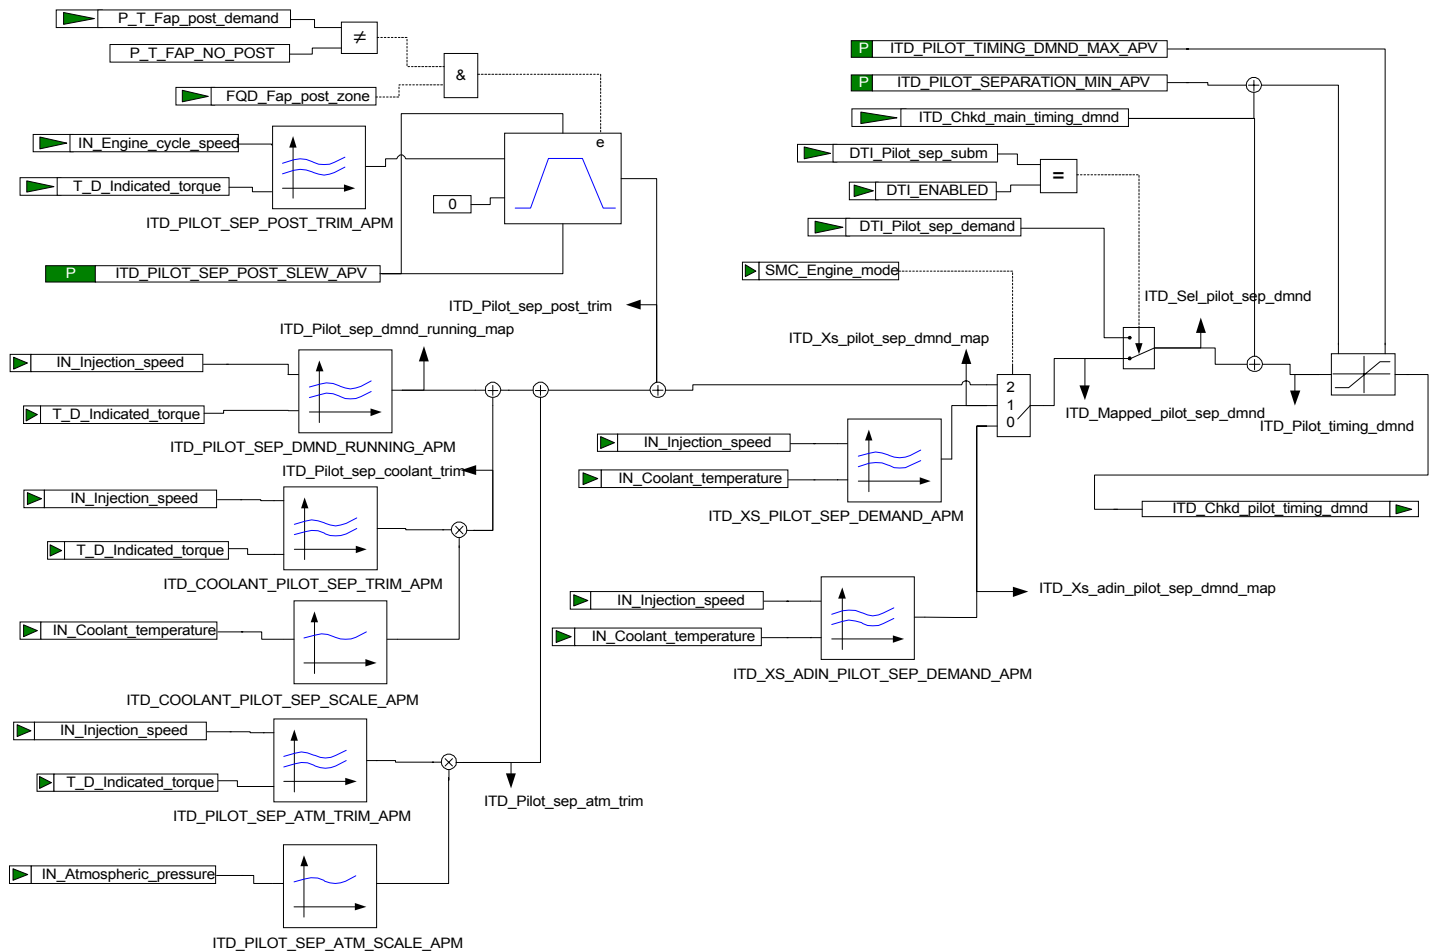 P_T_Fap_post_demand
≠
P_T_FAP_NO_POST
&
FQD_Fap_post_zone
IN_Engine_cycle_speed
T_D_Indicated_torque
ITD_PILOT_SEP_POST_TRIM_APM
e
0
P ITD_PILOT_SEP_POST_SLEW_APV
ITD_Pilot_sep_post_trim
ITD_Pilot_sep_dmnd_running_map
IN_Injection_speed
T_D_Indicated_torque
ITD_PILOT_SEP_DMND_RUNNING_APM
ITD_Pilot_sep_coolant_trim
IN_Injection_speed
T_D_Indicated_torque
ITD_COOLANT_PILOT_SEP_TRIM_APM
IN_Coolant_temperature
ITD_COOLANT_PILOT_SEP_SCALE_APM
IN_Injection_speed
T_D_Indicated_torque
ITD_PILOT_SEP_ATM_TRIM_APM
ITD_Pilot_sep_atm_trim
IN_Atmospheric_pressure
ITD_PILOT_SEP_ATM_SCALE_APM
P ITD_PILOT_TIMING_DMND_MAX_APV
P ITD_PILOT_SEPARATION_MIN_APV
ITD_Chkd_main_timing_dmnd
DTI_Pilot_sep_subm
=
DTI_ENABLED
DTI_Pilot_sep_demand
SMC_Engine_mode
ITD_Sel_pilot_sep_dmnd
ITD_Xs_pilot_sep_dmnd_map
2
1
0
ITD_Mapped_pilot_sep_dmnd
ITD_Pilot_timing_dmnd
IN_Injection_speed
IN_Coolant_temperature
ITD_XS_PILOT_SEP_DEMAND_APM
ITD_Chkd_pilot_timing_dmnd
ITD_Xs_adin_pilot_sep_dmnd_map
IN_Injection_speed
IN_Coolant_temperature
ITD_XS_ADIN_PILOT_SEP_DEMAND_APM